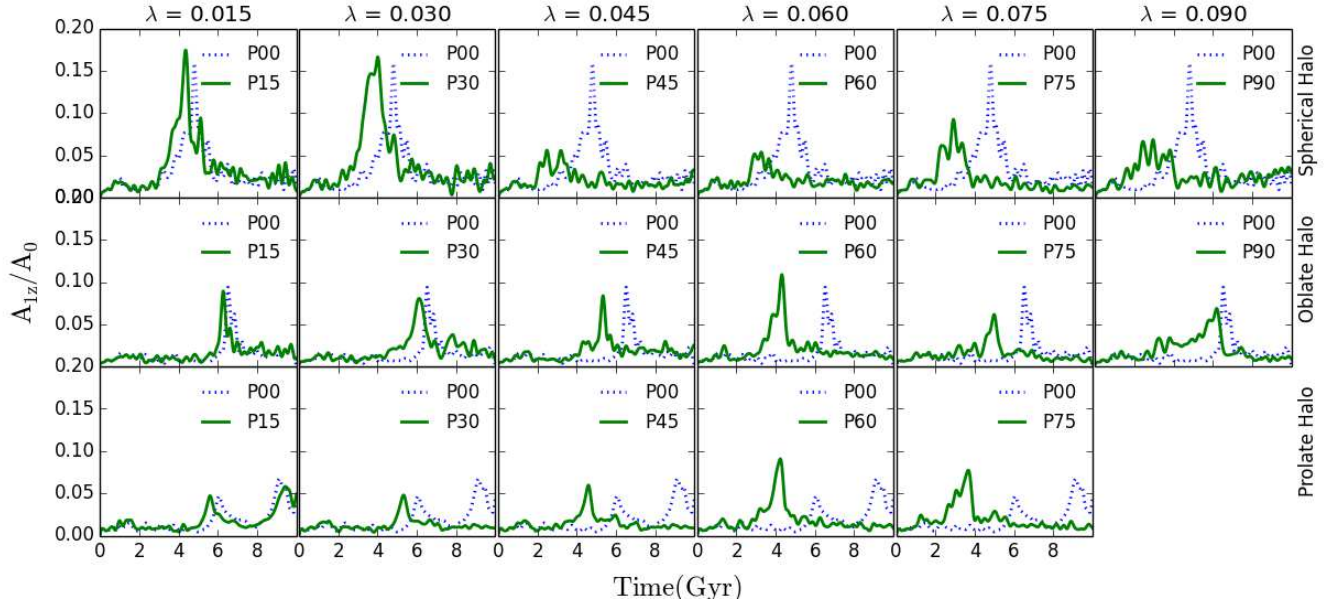 λ = 0.015 λ = 0.030 λ = 0.045 λ = 0.060 λ = 0.075 λ = 0.090
0.20
P00 P00 P00 P00 P00 P00
0.15
P15 P30 P45 P60 P75 P90
0.10
0.05
0.00
Spherical Halo
0.20
P00 P00 P00 P00 P00 P00
0.15
P15 P30 P45 P60 P75 P90
0.10
0.05
Oblate Halo
0.20
P00 P00 P00 P00 P00
0.15
P15 P30 P45 P60 P75
0.10
0.05
0.00
Prolate Halo
A1z/A0
0 2 4 6 8 0 2 4 6 8 0 2 4 6 8 0 2 4 6 8 0 2 4 6 8
Time(Gyr)